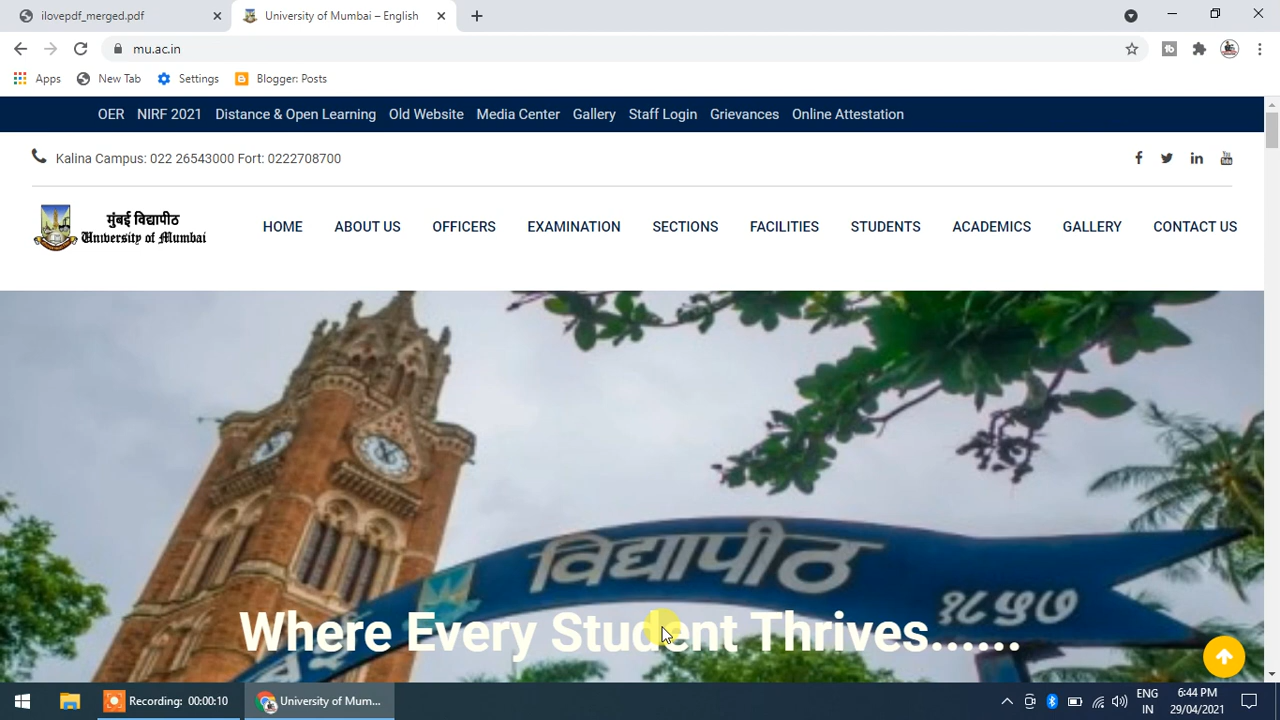 ilovepdf_merged.pdf
University of Mumbai – English
mu.ac.in
Apps New Tab Settings Blogger: Posts
OER NIRF 2021 Distance & Open Learning Old Website Media Center Gallery Staff Login Grievances Online Attestation
Kalina Campus: 022 26543000 Fort: 0222708700
मुंबई विद्यापीठ
University of Mumbai
HOME ABOUT US OFFICERS EXAMINATION SECTIONS FACILITIES STUDENTS ACADEMICS GALLERY CONTACT US
विद्यापीठ
१८५७
Where Every Student Thrives......
Recording: 00:00:10
University of Mum...
ENG
IN
6:44 PM
29/04/2021